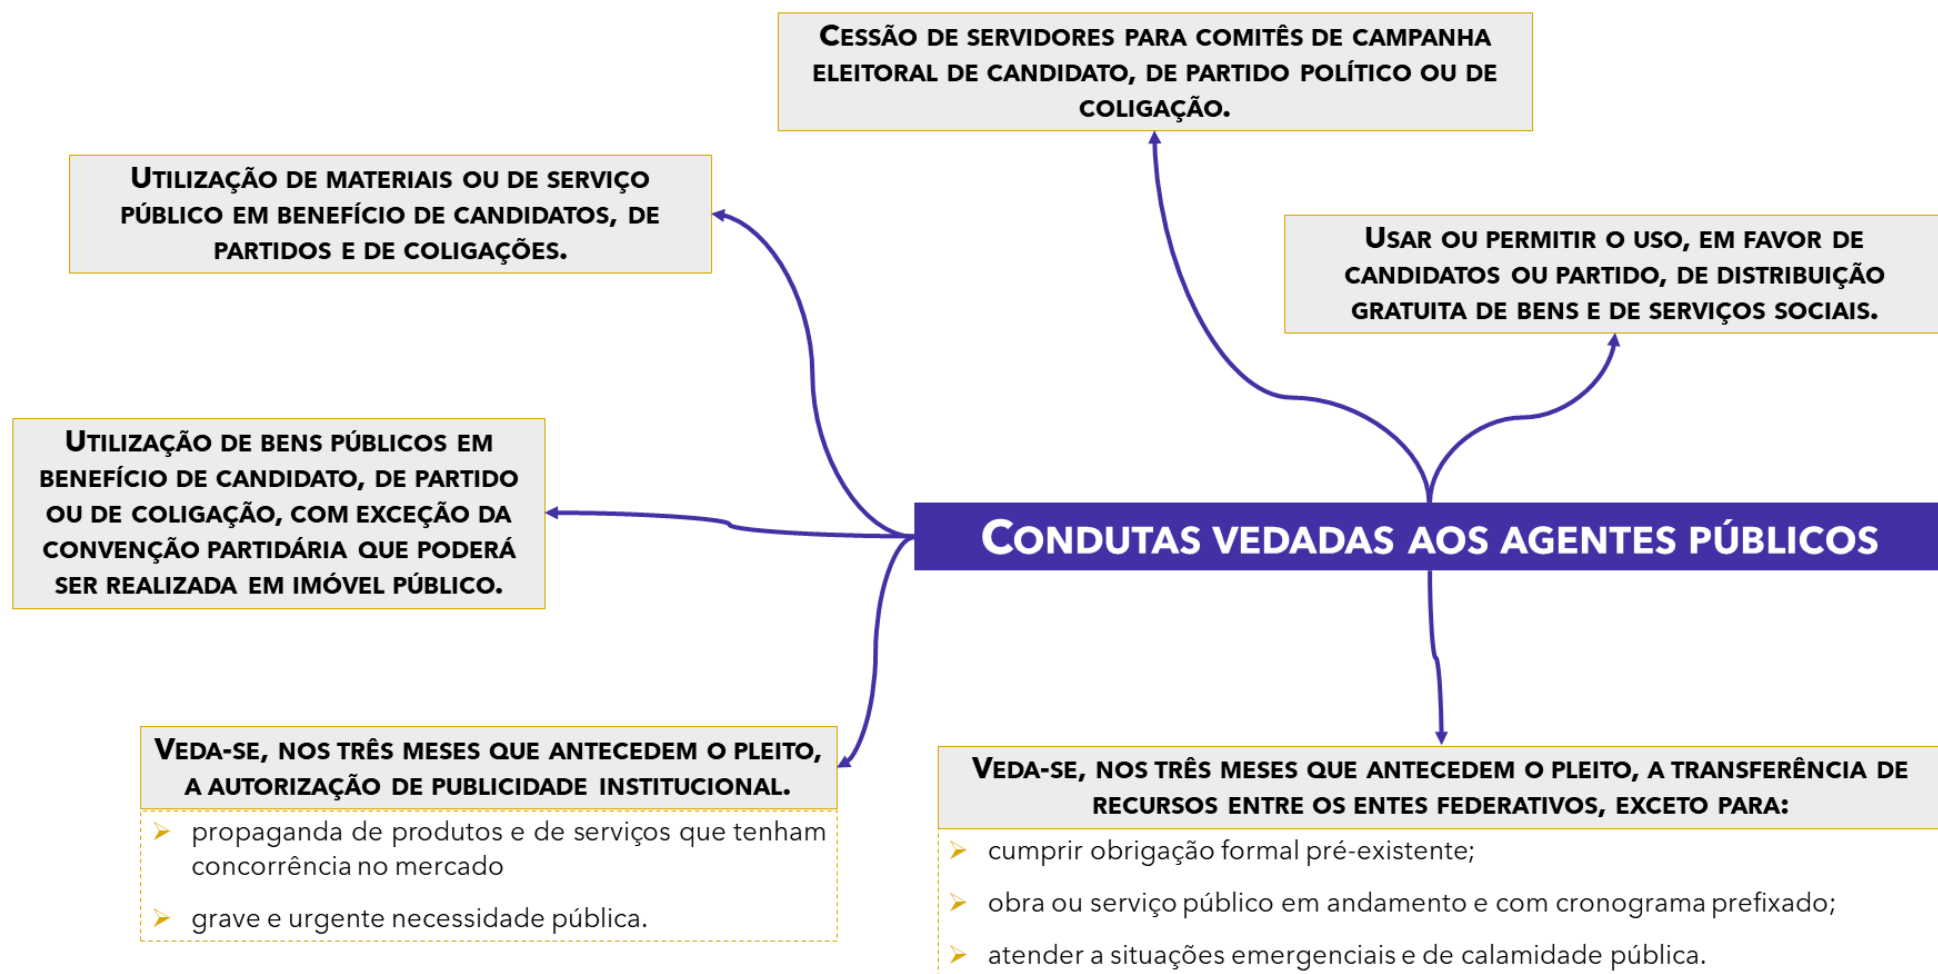 Cessão de servidores para comitês de campanha
eleitoral de candidato, de partido político ou de
coligação.
Utilização de materiais ou de serviço
público em benefício de candidatos, de
partidos e de coligações.
Usar ou permitir o uso, em favor de
candidatos ou partido, de distribuição
gratuita de bens e de serviços sociais.
Utilização de bens públicos em
benefício de candidato, de partido
ou de coligação, com exceção da
convenção partidária que poderá
ser realizada em imóvel público.
Condutas vedadas aos agentes públicos
Veda-se, nos três meses que antecedem o pleito,
a autorização de publicidade institucional.
➢ propaganda de produtos e de serviços que tenham
concorrência no mercado
➢ grave e urgente necessidade pública.
Veda-se, nos três meses que antecedem o pleito, a transferência de
recursos entre os entes federativos, exceto para:
➢ cumprir obrigação formal pré-existente;
➢ obra ou serviço público em andamento e com cronograma prefixado;
➢ atender a situações emergenciais e de calamidade pública.